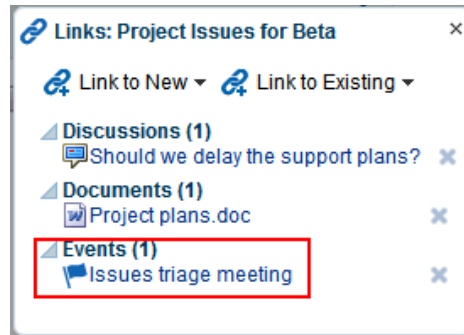 Links: Project Issues for Beta
Link to New Link to Existing
Discussions (1)
Should we delay the support plans?
Documents (1)
Project plans.doc
Events (1)
Issues triage meeting